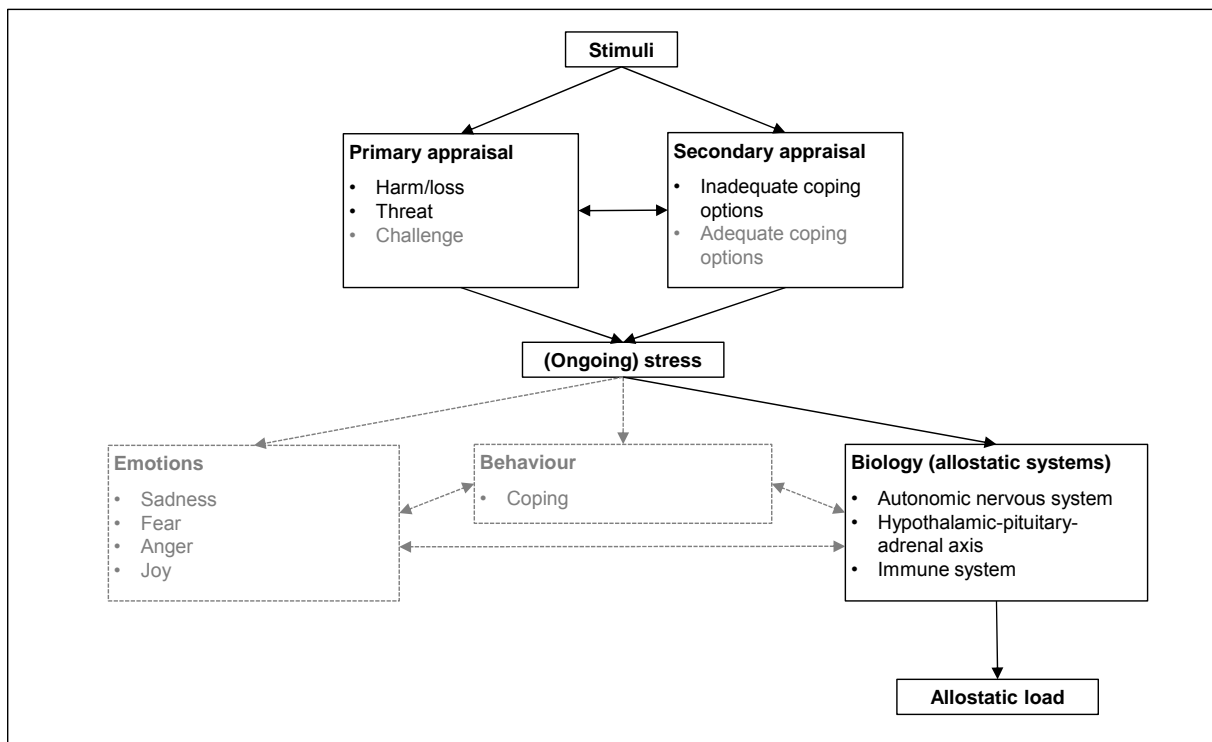 Stimuli
Primary appraisal
• Harm/loss
• Threat
• Challenge
Secondary appraisal
• Inadequate coping
options
• Adequate coping
options
(Ongoing) stress
Emotions
• Sadness
• Fear
• Anger
• Joy
Behaviour
• Coping
Biology (allostatic systems)
• Autonomic nervous system
• Hypothalamic-pituitary-
adrenal axis
• Immune system
Allostatic load